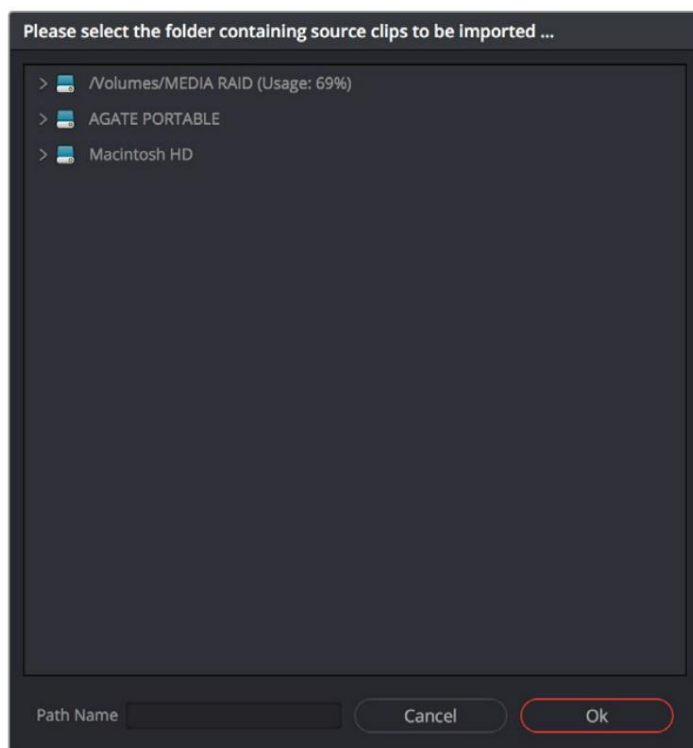 Please select the folder containing source clips to be imported ...
/Volumes/MEDIA RAID (Usage: 69%)
AGATE PORTABLE
Macintosh HD
Path Name
Cancel
Ok